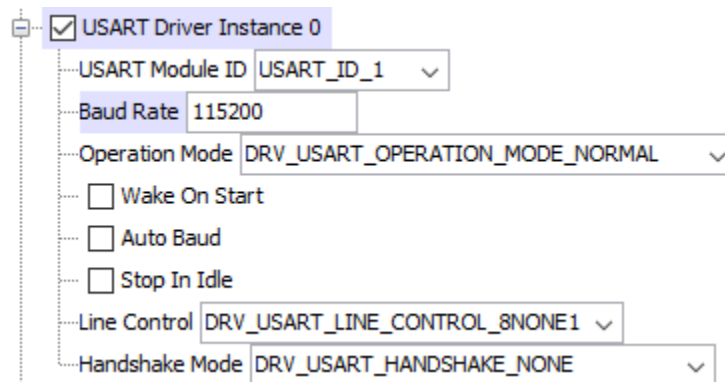 USART Driver Instance 0
USART Module ID USART_ID_1
Baud Rate 115200
Operation Mode DRV_USART_OPERATION_MODE_NORMAL
Wake On Start
Auto Baud
Stop In Idle
Line Control DRV_USART_LINE_CONTROL_8NONE1
Handshake Mode DRV_USART_HANDSHAKE_NONE